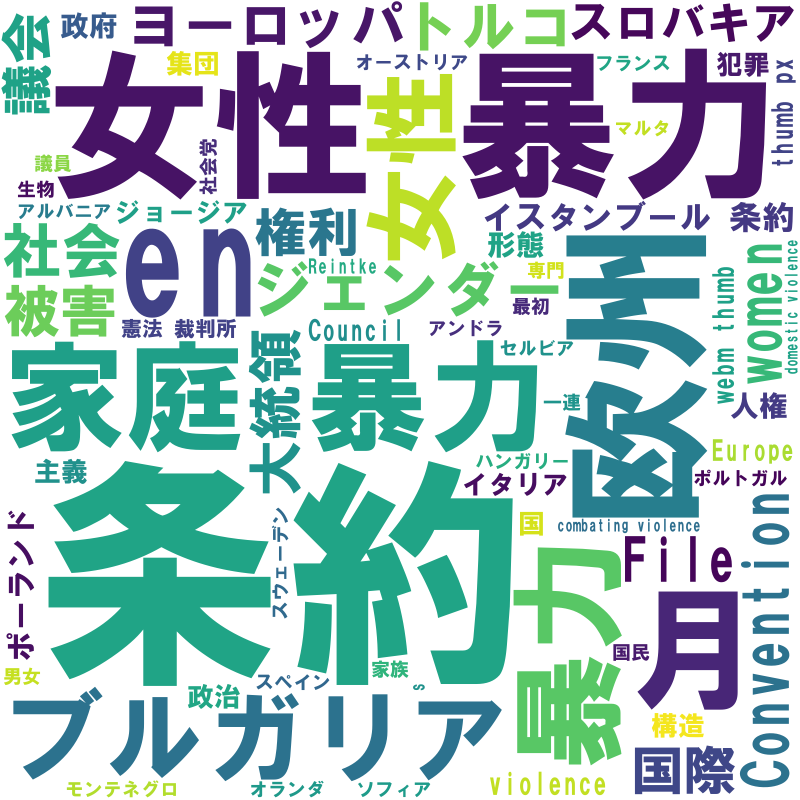 議会
政府
ヨーロッパ
トルコ
スロバキア
集団
オーストリア
フランス
犯罪
thumb px
女性
女性
暴力
マルタ
議員
生物
社会党
アルバニア
ジョージア
権利
イスタンブール
条約
社会
en
Reintke
形態
専門
欧州
webm thumb
women
domestic violence
被害
ジェンダー
最初
憲法
裁判所
Council
アンドラ
セルビア
家庭
大統領
暴力
一連
人権
主義
ハンガリー
イタリア
Europe
ポルトガル
条約
国
combating violence
スウェーデン
ポーランド
暴力
File
Convention
男女
家族
s
国民
月
スペイン
政治
ブルガリア
構造
国際
モンテネグロ
オランダ
ソフィア
violence